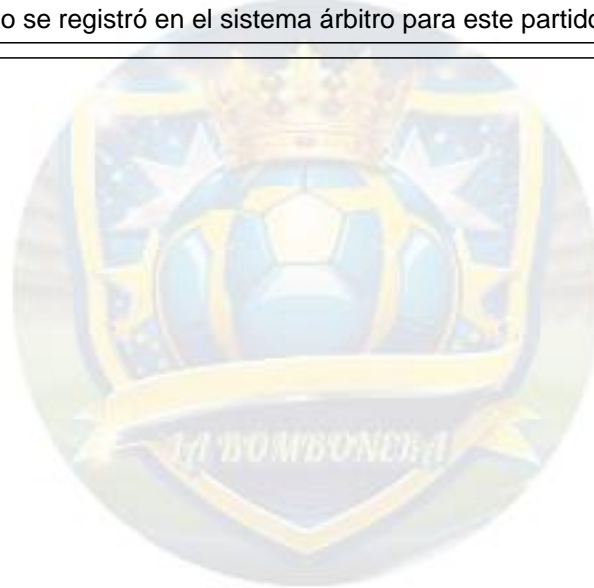 o se registró en el sistema árbitro para este partido
LA BOMBONERA